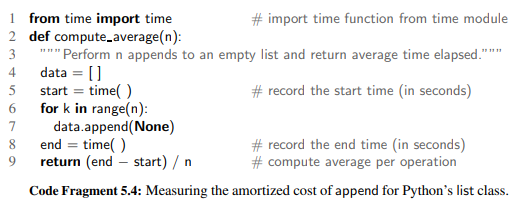 1 from time import time # import time function from time module
2 def compute_average(n):
3 """Perform n appends to an empty list and return average time elapsed."""
4 data = [ ]
5 start = time( ) # record the start time (in seconds)
6 for k in range(n):
7 data.append(None)
8 end = time( ) # record the end time (in seconds)
9 return (end − start) / n # compute average per operation
Code Fragment 5.4: Measuring the amortized cost of append for Python's list class.